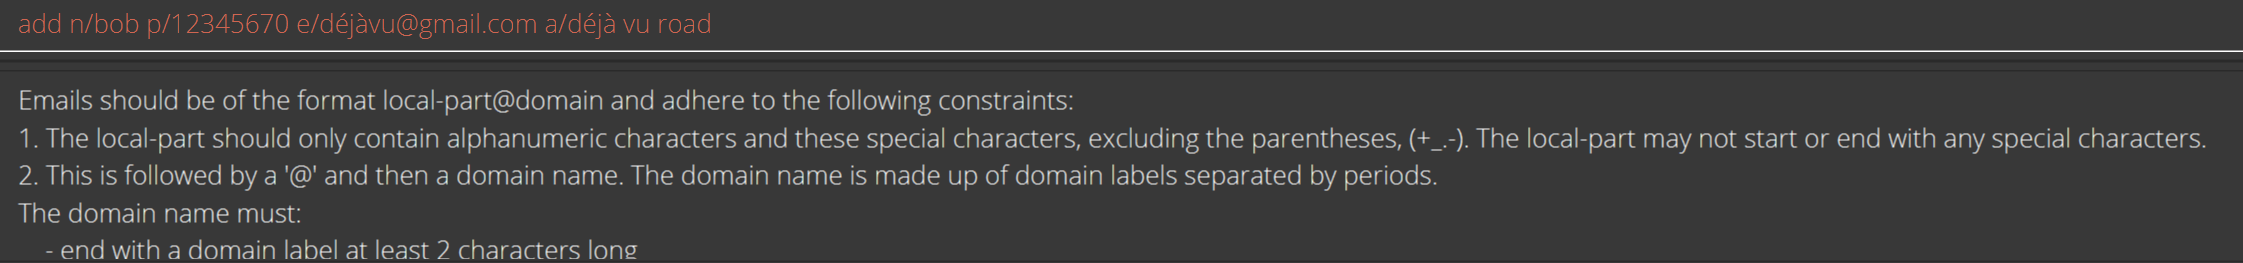 add n/bob p/12345670 e/déjàvu@gmail.com a/déjà vu road
Emails should be of the format local-part@domain and adhere to the following constraints:
1. The local-part should only contain alphanumeric characters and these special characters, excluding the parentheses, (+_.-). The local-part may not start or end with any special characters.
2. This is followed by a '@' and then a domain name. The domain name is made up of domain labels separated by periods.
The domain name must:
- end with a domain label at least 2 characters long